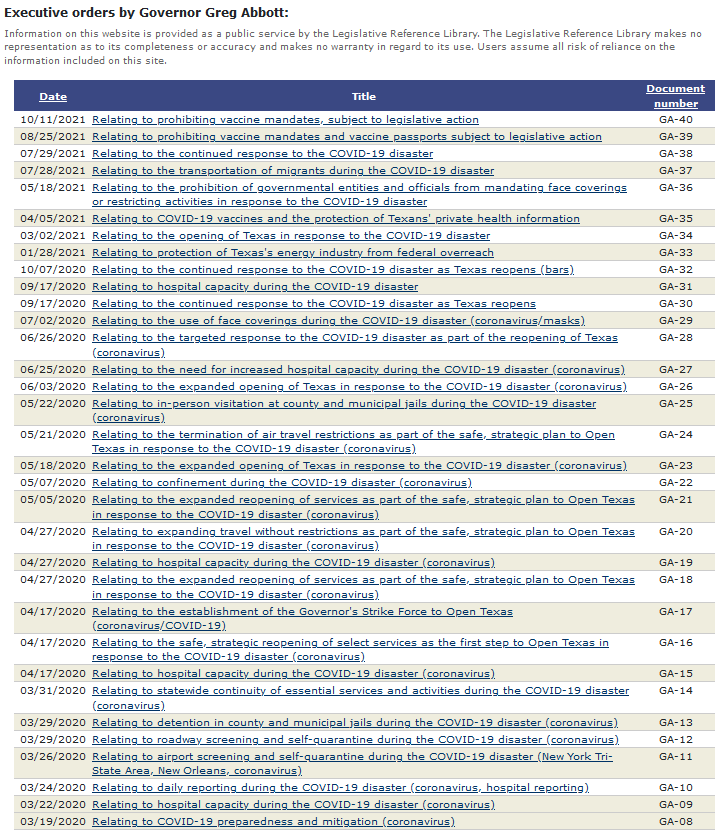 Executive orders by Governor Greg Abbott:
Information on this website is provided as a public service by the Legislative Reference Library. The Legislative Reference Library makes no
representation as to its completeness or accuracy and makes no warranty in regard to its use. Users assume all risk of reliance on the
information included on this site.
Date Title Document
number
10/11/2021 Relating to prohibiting vaccine mandates, subject to legislative action GA-40
08/25/2021 Relating to prohibiting vaccine mandates and vaccine passports subject to legislative action GA-39
07/29/2021 Relating to the continued response to the COVID-19 disaster GA-38
07/28/2021 Relating to the transportation of migrants during the COVID-19 disaster GA-37
05/18/2021 Relating to the prohibition of governmental entities and officials from mandating face coverings GA-36
or restricting activities in response to the COVID-19 disaster
04/05/2021 Relating to COVID-19 vaccines and the protection of Texans' private health information GA-35
03/02/2021 Relating to the opening of Texas in response to the COVID-19 disaster GA-34
01/28/2021 Relating to protection of Texas's energy industry from federal overreach GA-33
10/07/2020 Relating to the continued response to the COVID-19 disaster as Texas reopens (bars) GA-32
09/17/2020 Relating to hospital capacity during the COVID-19 disaster GA-31
09/17/2020 Relating to the continued response to the COVID-19 disaster as Texas reopens GA-30
07/02/2020 Relating to the use of face coverings during the COVID-19 disaster (coronavirus/masks) GA-29
06/26/2020 Relating to the targeted response to the COVID-19 disaster as part of the reopening of Texas GA-28
(coronavirus)
06/25/2020 Relating to the need for increased hospital capacity during the COVID-19 disaster (coronavirus) GA-27
06/03/2020 Relating to the expanded opening of Texas in response to the COVID-19 disaster (coronavirus) GA-26
05/22/2020 Relating to in-person visitation at county and municipal jails during the COVID-19 disaster GA-25
(coronavirus)
05/21/2020 Relating to the termination of air travel restrictions as part of the safe, strategic plan to Open GA-24
Texas in response to the COVID-19 disaster (coronavirus)
05/18/2020 Relating to the expanded opening of Texas in response to the COVID-19 disaster (coronavirus) GA-23
05/07/2020 Relating to confinement during the COVID-19 disaster (coronavirus) GA-22
05/05/2020 Relating to the expanded reopening of services as part of the safe, strategic plan to Open Texas GA-21
in response to the COVID-19 disaster (coronavirus)
04/27/2020 Relating to expanding travel without restrictions as part of the safe, strategic plan to Open Texas GA-20
in response to the COVID-19 disaster (coronavirus)
04/27/2020 Relating to hospital capacity during the COVID-19 disaster (coronavirus) GA-19
04/27/2020 Relating to the expanded reopening of services as part of the safe, strategic plan to Open Texas GA-18
in response to the COVID-19 disaster (coronavirus)
04/17/2020 Relating to the establishment of the Governor's Strike Force to Open Texas GA-17
(coronavirus/COVID-19)
04/17/2020 Relating to the safe, strategic reopening of select services as the first step to Open Texas in GA-16
response to the COVID-19 disaster (coronavirus)
04/17/2020 Relating to hospital capacity during the COVID-19 disaster (coronavirus) GA-15
03/31/2020 Relating to statewide continuity of essential services and activities during the COVID-19 disaster GA-14
(coronavirus)
03/29/2020 Relating to detention in county and municipal jails during the COVID-19 disaster (coronavirus) GA-13
03/29/2020 Relating to roadway screening and self-quarantine during the COVID-19 disaster (coronavirus) GA-12
03/26/2020 Relating to airport screening and self-quarantine during the COVID-19 disaster (New York Tri- GA-11
State Area, New Orleans, coronavirus)
03/24/2020 Relating to daily reporting during the COVID-19 disaster (coronavirus, hospital reporting) GA-10
03/22/2020 Relating to hospital capacity during the COVID-19 disaster (coronavirus) GA-09
03/19/2020 Relating to COVID-19 preparedness and mitigation (coronavirus) GA-08